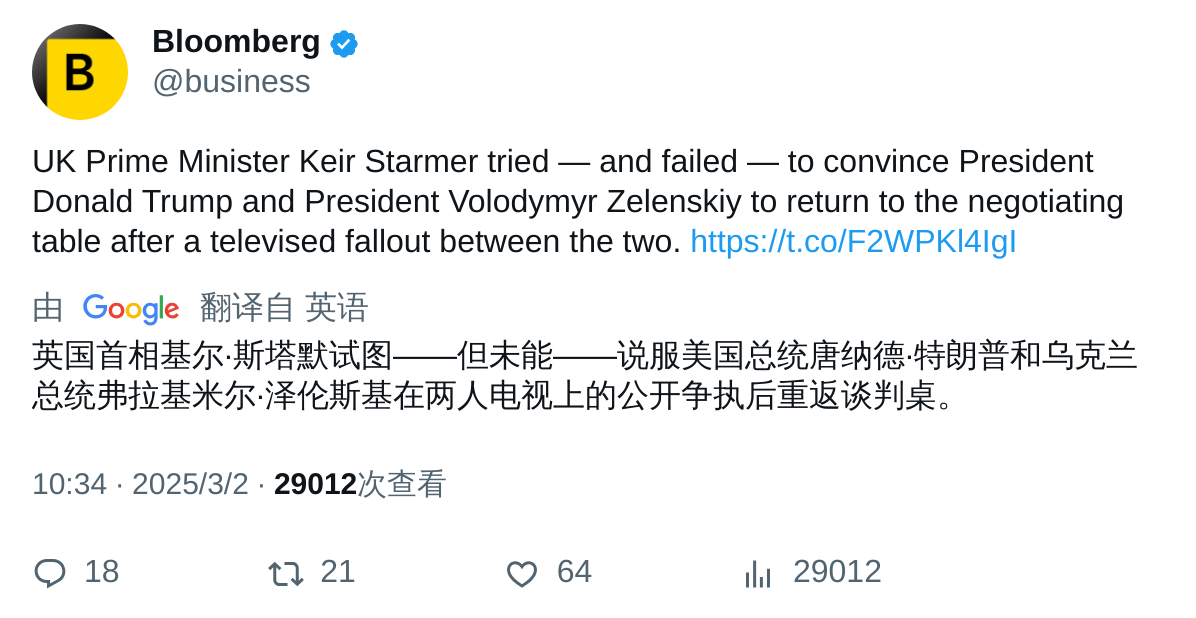 B
Bloomberg
@business
UK Prime Minister Keir Starmer tried — and failed — to convince President
Donald Trump and President Volodymyr Zelenskiy to return to the negotiating
table after a televised fallout between the two. https://t.co/F2WPKl4IgI
由 Google 翻译自 英语
英国首相基尔·斯塔默试图——但未能——说服美国总统唐纳德·特朗普和乌克兰
总统弗拉基米尔·泽伦斯基在两人电视上的公开争执后重返谈判桌。
10:34 · 2025/3/2 · 29012次查看
18 21 64 29012